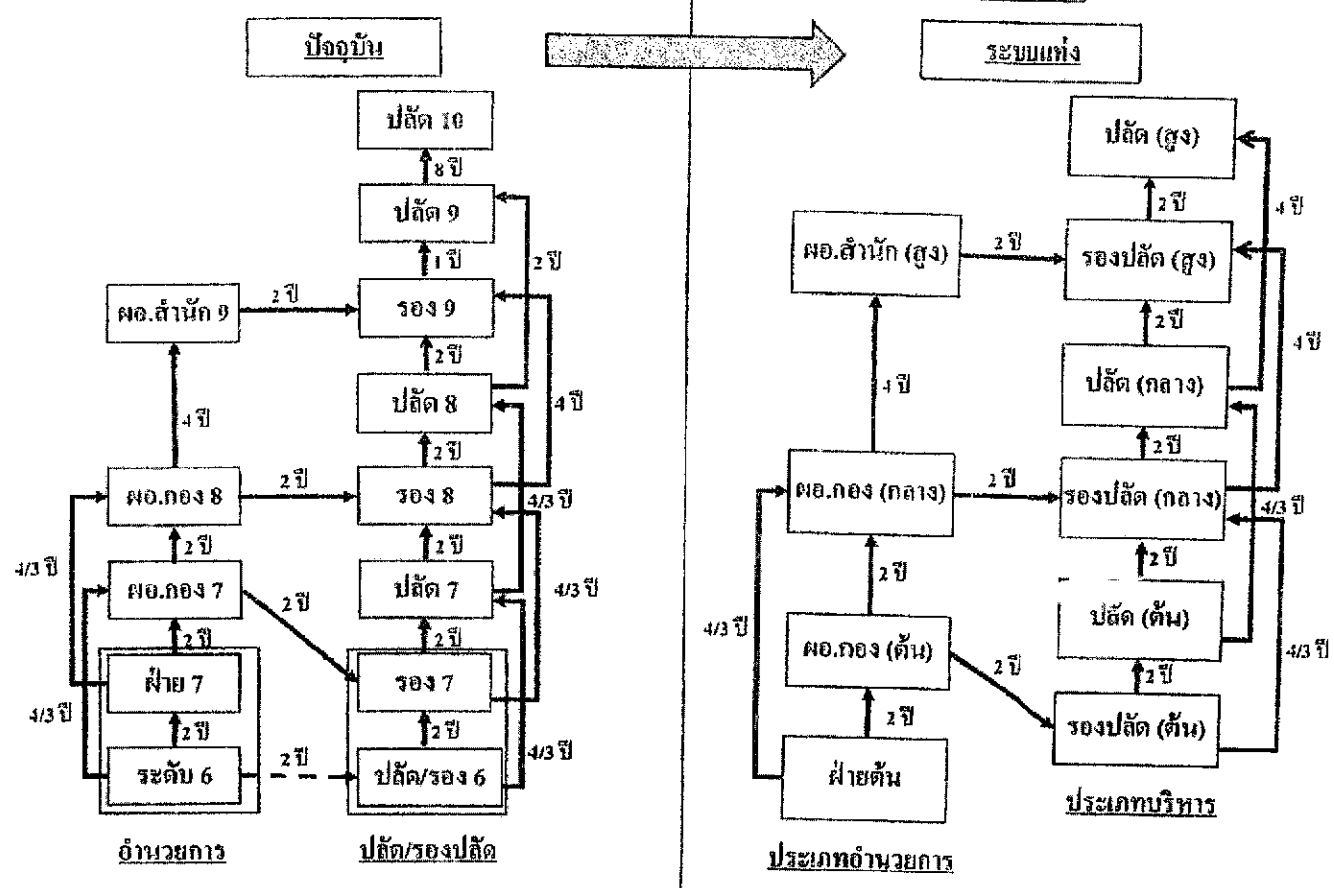 ปัจจุบัน
ระบบแท่ง
ปลัด 10
8 ปี
ปลัด 9
1 ปี
2 ปี
ผอ.สำนัก 9
2 ปี
รอง 9
2 ปี
ปลัด 8
4 ปี
4 ปี
2 ปี
ผอ.กอง 8
2 ปี
รอง 8
4/3 ปี
2 ปี
2 ปี
4/3 ปี
ผอ.กอง 7
2 ปี
ปลัด 7
4/3 ปี
2 ปี
2 ปี
ฝ่าย 7
รอง 7
4/3 ปี
2 ปี
2 ปี
4/3 ปี
ระดับ 6
2 ปี
ปลัด/รอง 6
อำนวยการ
ปลัด/รองปลัด
ปลัด (สูง)
2 ปี
4 ปี
ผอ.สำนัก (สูง)
2 ปี
รองปลัด (สูง)
2 ปี
4 ปี
4 ปี
ปลัด (กลาง)
2 ปี
ผอ.กอง (กลาง)
2 ปี
รองปลัด (กลาง)
4/3 ปี
2 ปี
2 ปี
4/3 ปี
ผอ.กอง (ต้น)
ปลัด (ต้น)
4/3 ปี
2 ปี
2 ปี
2 ปี
รองปลัด (ต้น)
ฝ่ายต้น
ประเภทบริหาร
ประเภทอำนวยการ